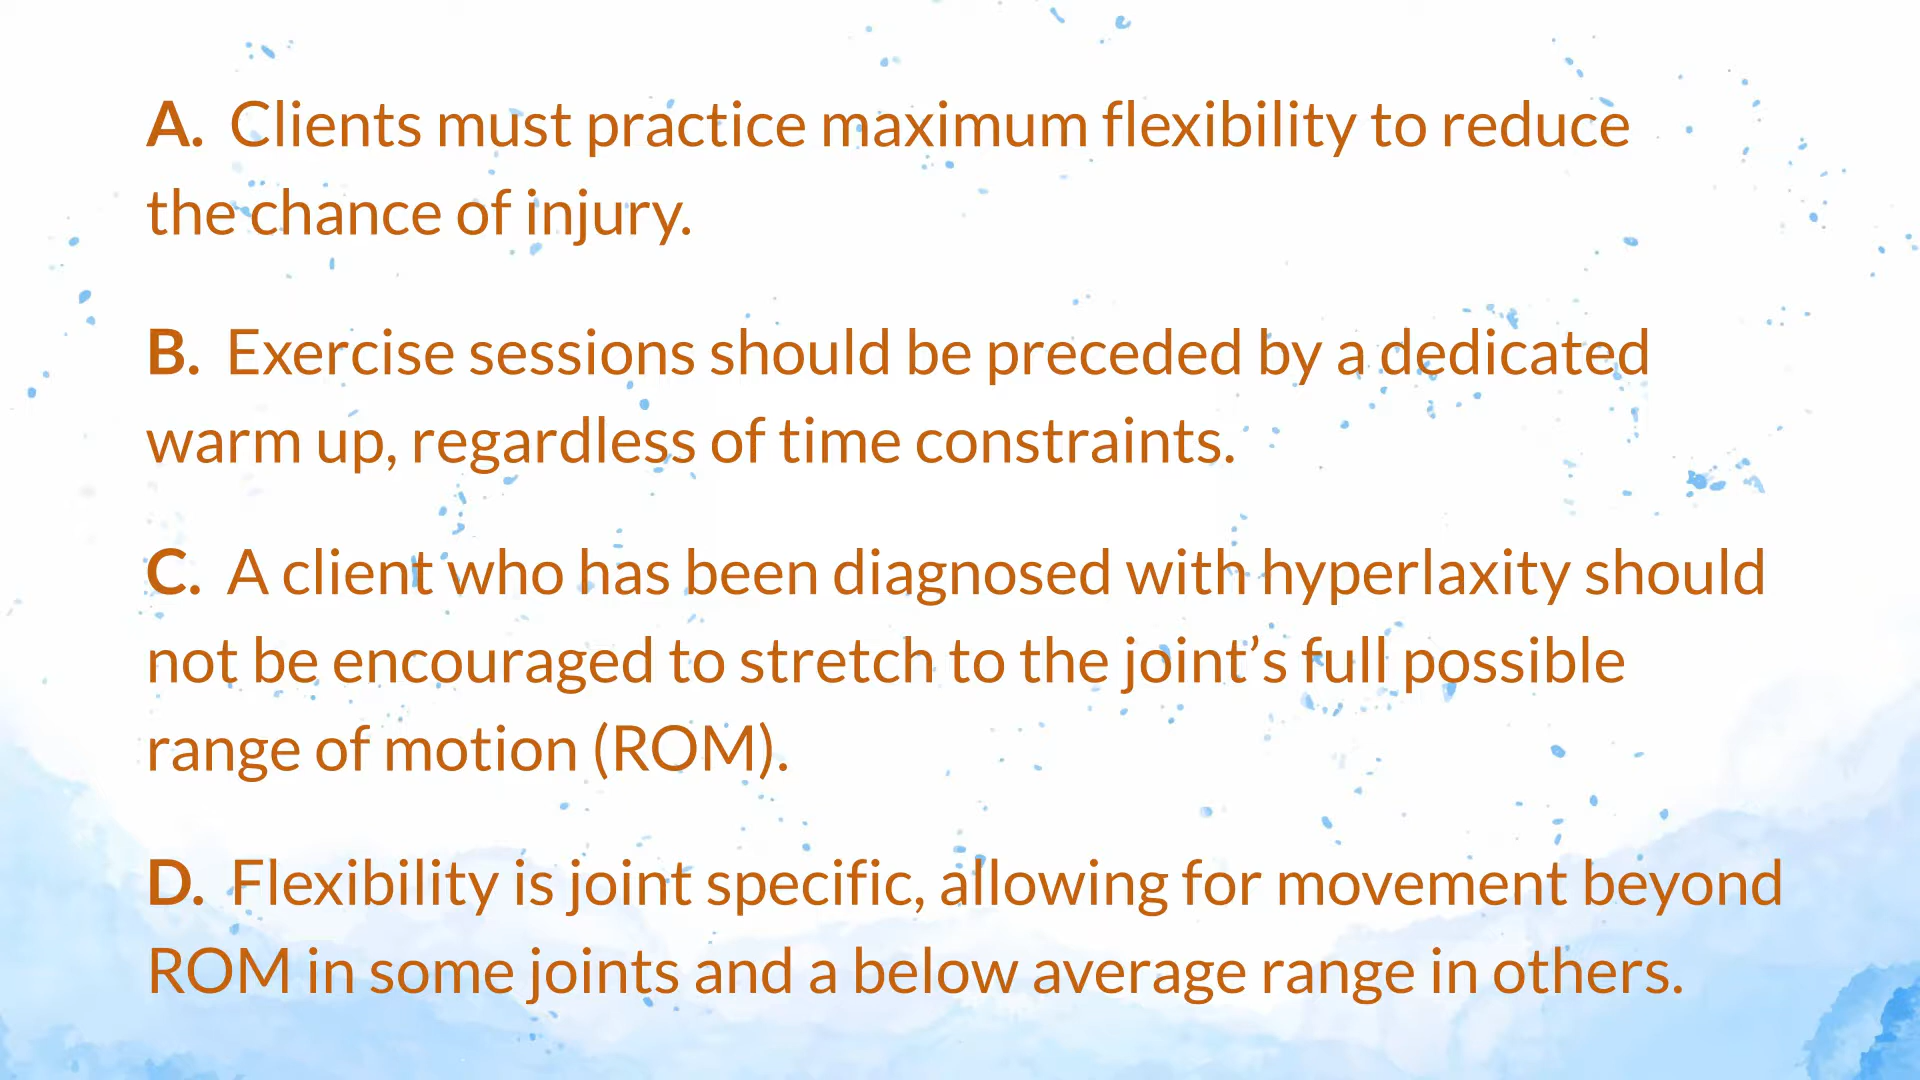 A. Clients must practice maximum flexibility to reduce
the chance of injury.
B. Exercise sessions should be preceded by a dedicated
warm up, regardless of time constraints.
C. A client who has been diagnosed with hyperlaxity should
not be encouraged to stretch to the joint’s full possible
range of motion (ROM).
D. Flexibility is joint specific, allowing for movement beyond
ROM in some joints and a below average range in others.